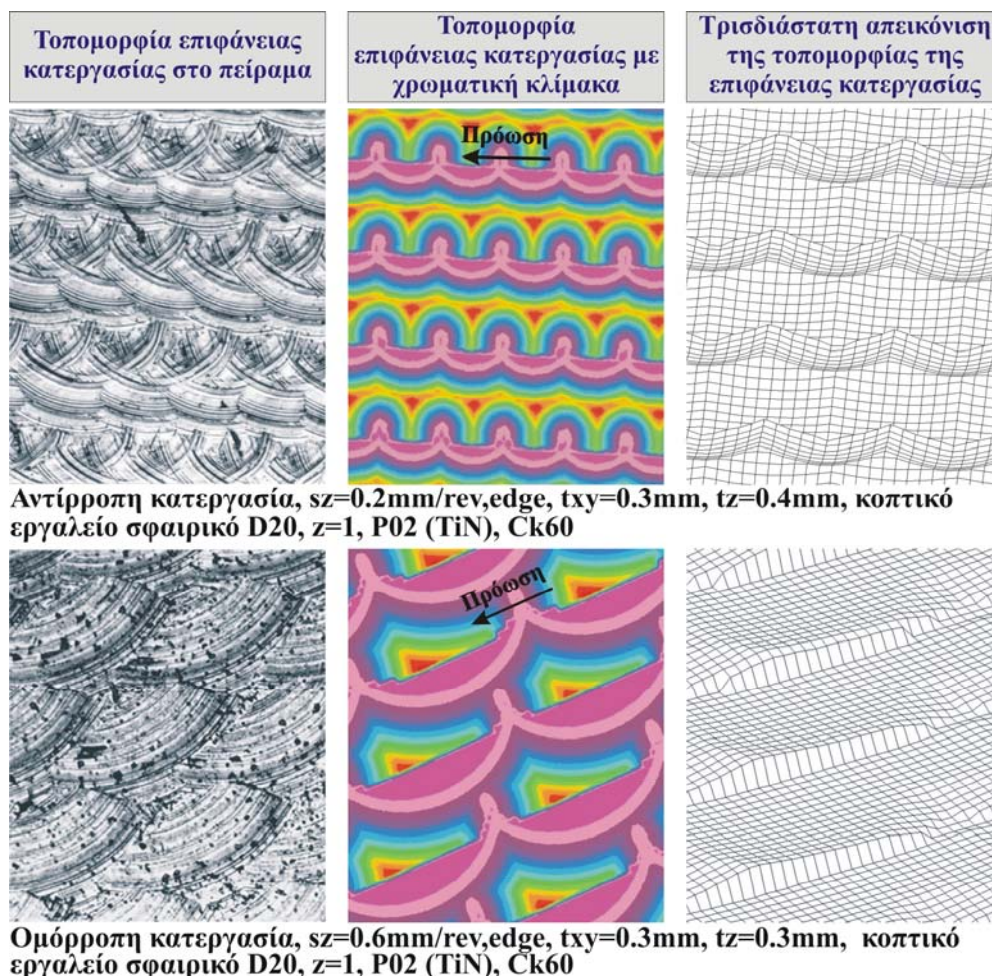 Τοπομορφία επιφάνειας
κατεργασίας στο πείραμα
Τοπομορφία
επιφάνειας κατεργασίας με
χρωματική κλίμακα
Τρισδιάστατη απεικόνιση
της τοπομορφίας της
επιφάνειας κατεργασίας
Πρόωση
Αντίρροπη κατεργασία, sz=0.2mm/rev,edge, txy=0.3mm, tz=0.4mm, κοπτικό
εργαλείο σφαιρικό D20, z=1, P02 (TiN), Ck60
Πρόωση
Ομόρροπη κατεργασία, sz=0.6mm/rev,edge, txy=0.3mm, tz=0.3mm, κοπτικό
εργαλείο σφαιρικό D20, z=1, P02 (TiN), Ck60